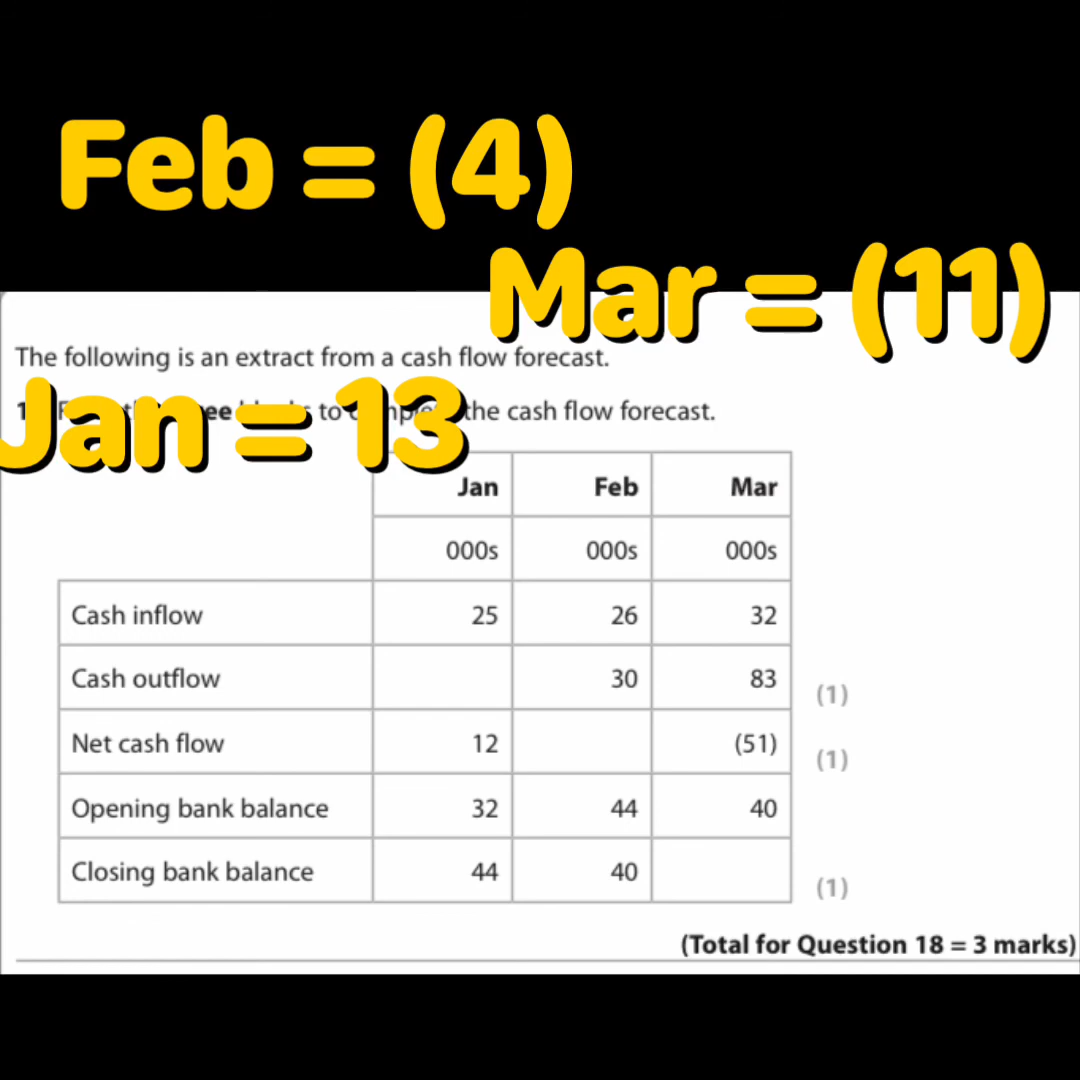 Feb = (4)
Mar = (11)
The following is an extract from a cash flow forecast.
Jan = 13
to the cash flow forecast.
Jan Feb Mar
000s 000s 000s
Cash inflow 25 26 32
Cash outflow 30 83 (1)
Net cash flow 12 (51) (1)
Opening bank balance 32 44 40
Closing bank balance 44 40 (1)
(Total for Question 18 = 3 marks)